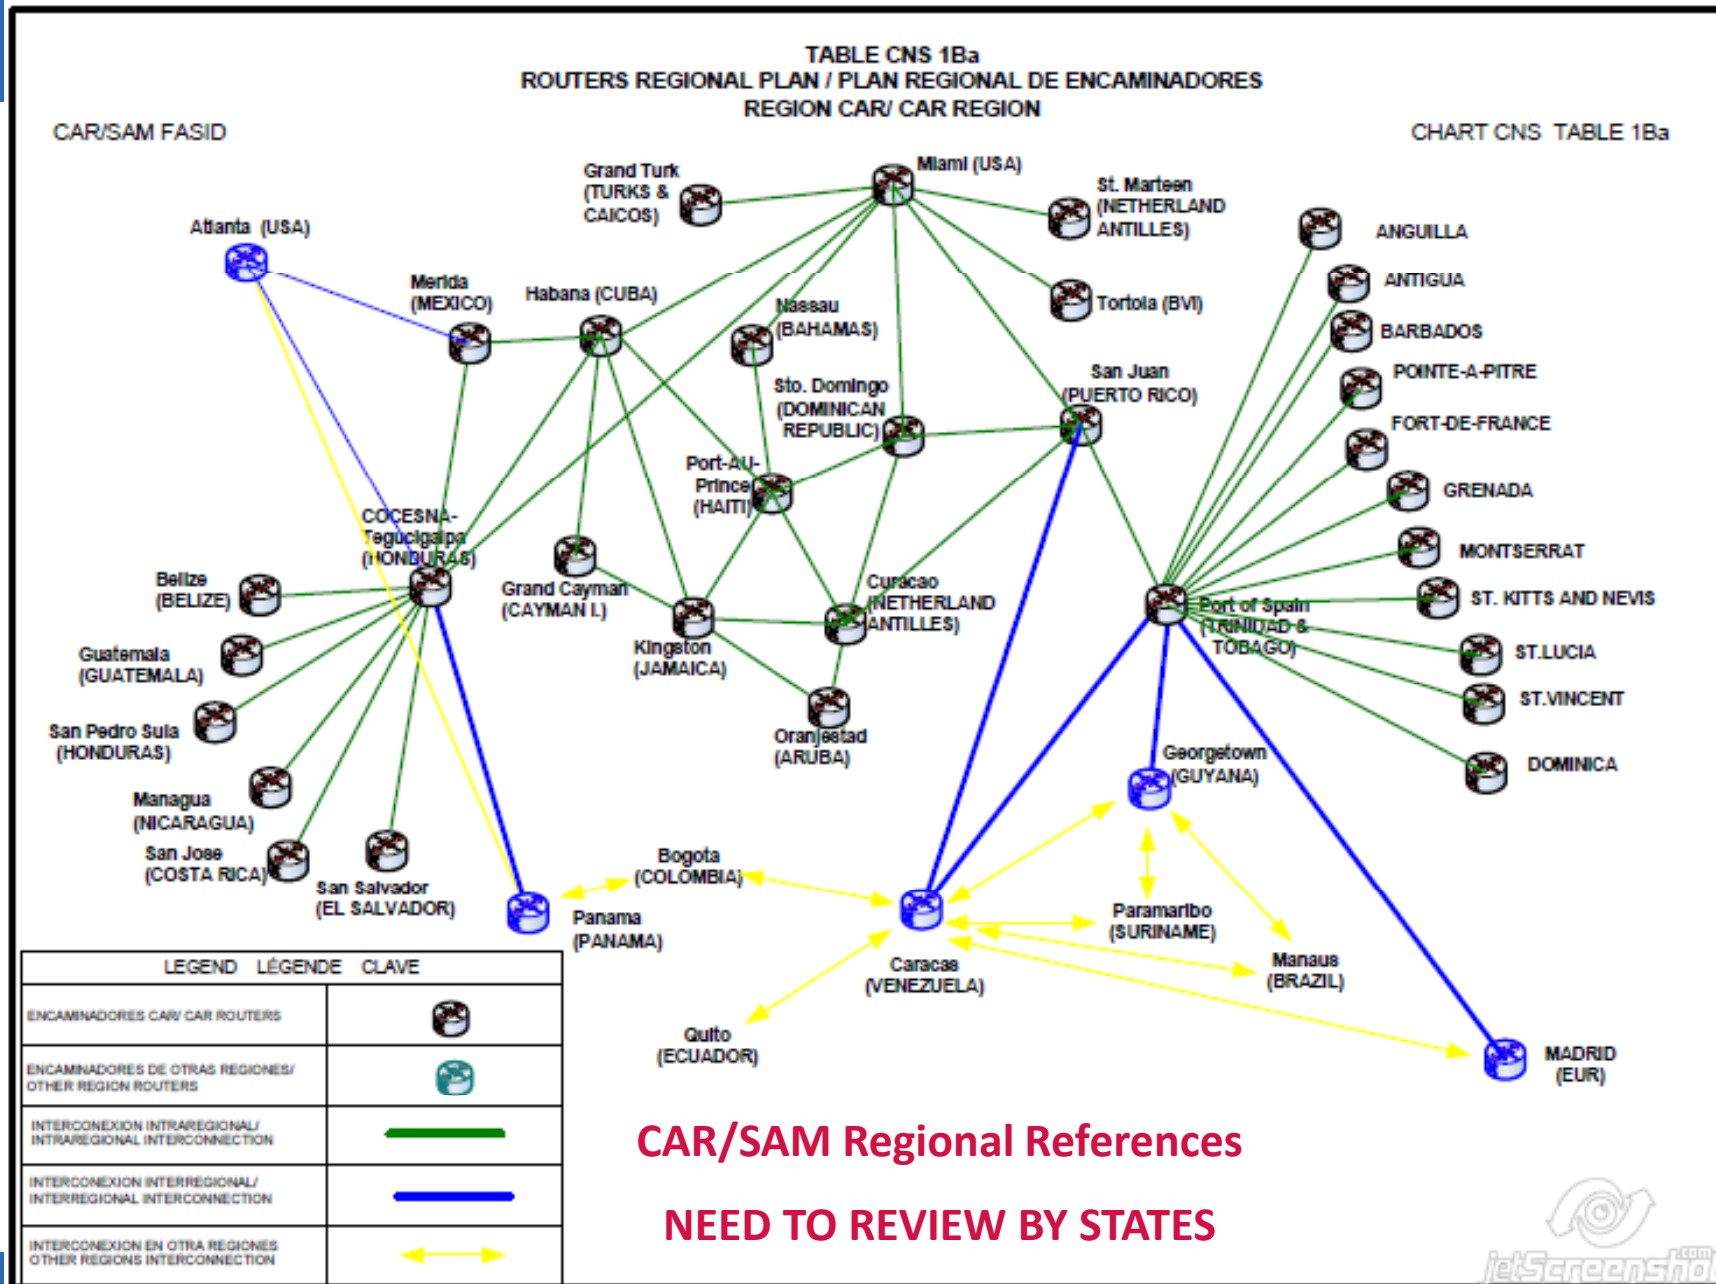 TABLE CNS 1Ba
ROUTERS REGIONAL PLAN / PLAN REGIONAL DE ENCAMINADORES
REGION CAR/ CAR REGION
CAR/SAM FASID
CHART CNS TABLE 1Ba
Grand Turk
(TURKS &
CAICOS)
Miami (USA)
St. Marteen
(NETHERLAND
ANTILLES)
Atlanta (USA)
Merida
(MEXICO)
Habana (CUBA)
Nassau
(BAHAMAS)
Tortola (BVI)
ANGUILLA
ANTIGUA
BARBADOS
POINTE-A-PITRE
FORT-DE-FRANCE
GRENADA
MONTSERRAT
ST. KITTS AND NEVIS
ST.LUCIA
ST.VINCENT
DOMINICA
Sto. Domingo
(DOMINICAN
REPUBLIC)
San Juan
(PUERTO RICO)
Port-AU-
Prince
(HAITI)
COCESNA-
Tegucigalpa
(HONDURAS)
Belize
(BELIZE)
Grand Cayman
(CAYMAN I.)
Curacao
(NETHERLAND
ANTILLES)
Port of Spain
(TRINIDAD &
TOBAGO)
Guatemala
(GUATEMALA)
Kingston
(JAMAICA)
San Pedro Sula
(HONDURAS)
Oranjestad
(ARUBA)
Georgetown
(GUYANA)
Managua
(NICARAGUA)
San Jose
(COSTA RICA)
San Salvador
(EL SALVADOR)
Bogota
(COLOMBIA)
Panama
(PANAMA)
Paramaribo
(SURINAME)
Caracas
(VENEZUELA)
Manaus
(BRAZIL)
Quito
(ECUADOR)
MADRID
(EUR)
LEGEND LÉGENDE CLAVE
ENCAMINADORES CAR/ CAR ROUTERS
ENCAMINADORES DE OTRAS REGIONES/
OTHER REGION ROUTERS
INTERCONEXION INTRAREGIONAL/
INTRAREGIONAL INTERCONNECTION
INTERCONEXION INTERREGIONAL/
INTERREGIONAL INTERCONNECTION
INTERCONEXION EN OTRA REGIONES
OTHER REGIONS INTERCONNECTION
CAR/SAM Regional References
NEED TO REVIEW BY STATES
.com
jetScreenshot